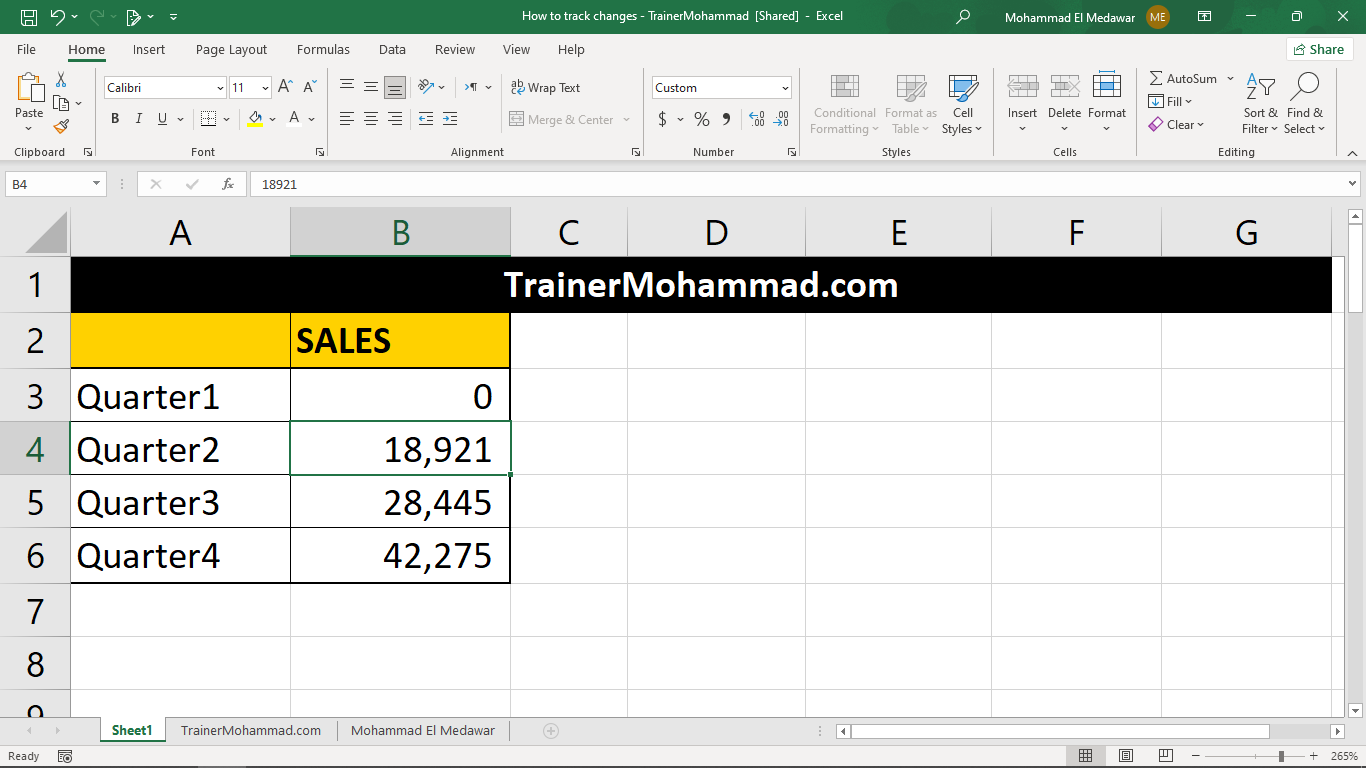 How to track changes - TrainerMohammad [Shared] - Excel
Mohammad El Medawar ME
File Home Insert Page Layout Formulas Data Review View Help Share
Paste
Clipboard
Calibri 11
B I U
Font
Wrap Text
Merge & Center
Alignment
Custom
$ %
Number
Conditional Formatting
Format as Table
Cell Styles
Styles
Insert Delete Format
Cells
AutoSum
Fill
Clear
Sort & Filter
Find & Select
Editing
B4 fx 18921
A B C D E F G
1 TrainerMohammad.com
2 SALES
3 Quarter1 0
4 Quarter2 18,921
5 Quarter3 28,445
6 Quarter4 42,275
7
8
9
Sheet1 TrainerMohammad.com Mohammad El Medawar
Ready 265%